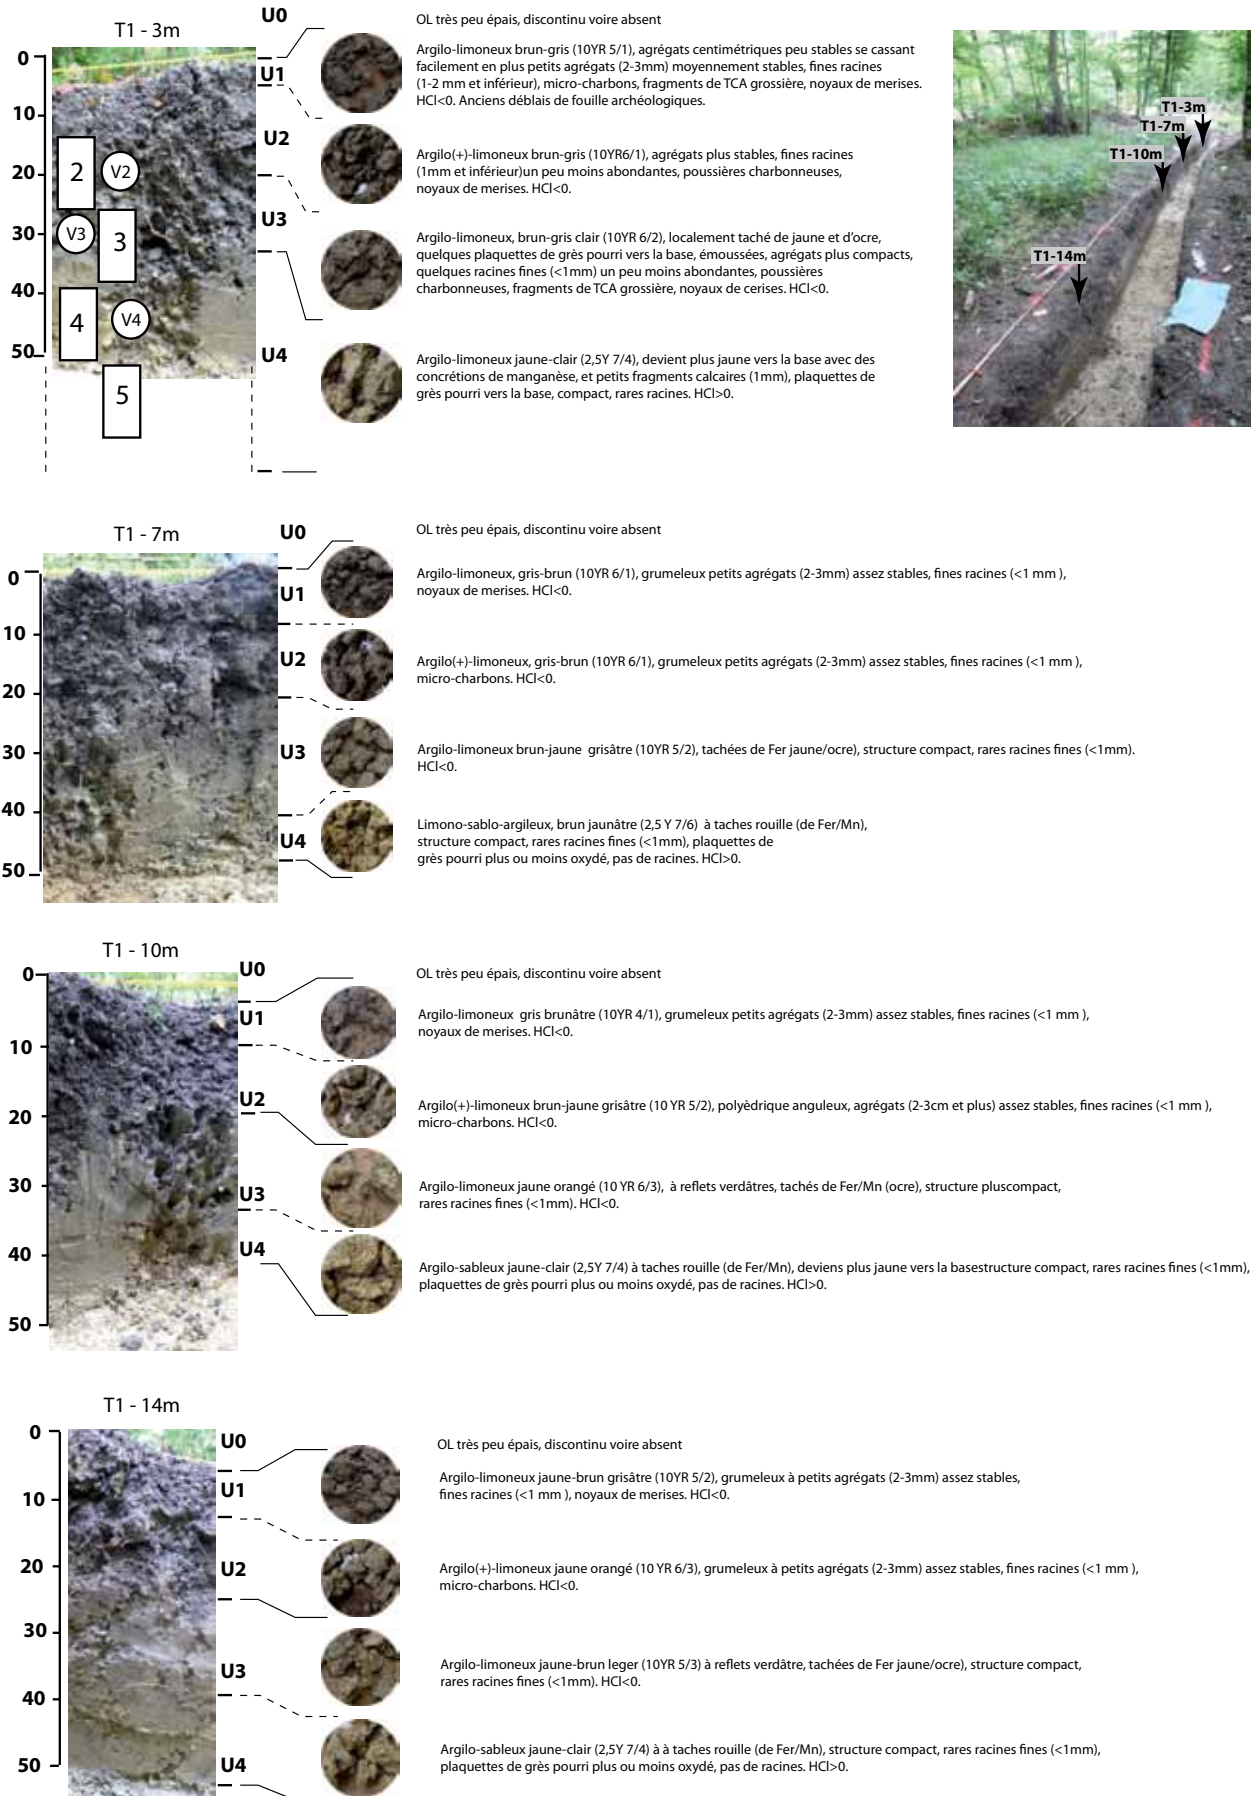 T1 - 3m
U0
OL très peu épais, discontinu voire absent
0
U1
Argilo-limoneux brun-gris (10YR 5/1), agrégats centimétriques peu stables se cassant
facilement en plus petits agrégats (2-3mm) moyennement stables, fines racines
(1-2 mm et inférieur), micro-charbons, fragments de TCA grossière, noyaux de merises.
HCl<0. Anciens déblais de fouille archéologiques.
10
U2
Argilo(+)-limoneux brun-gris (10YR6/1), agrégats plus stables, fines racines
(1mm et inférieur)un peu moins abondantes, poussières charbonneuses,
noyaux de merises. HCl<0.
2
V2
20
U3
Argilo-limoneux, brun-gris clair (10YR 6/2), localement taché de jaune et d'ocre,
quelques plaquettes de grès pourri vers la base, émoussées, agrégats plus compacts,
quelques racines fines (<1mm) un peu moins abondantes, poussières
charbonneuses, fragments de TCA grossière, noyaux de cerises. HCl<0.
V3
3
30
40
4
V4
50
U4
Argilo-limoneux jaune-clair (2,5Y 7/4), devient plus jaune vers la base avec des
concrétions de manganèse, et petits fragments calcaires (1mm), plaquettes de
grès pourri vers la base, compact, rares racines. HCl>0.
5
T1-3m
T1-7m
T1-10m
T1-14m
T1 - 7m
U0
OL très peu épais, discontinu voire absent
0
U1
Argilo-limoneux, gris-brun (10YR 6/1), grumeleux petits agrégats (2-3mm) assez stables, fines racines (<1 mm ),
noyaux de merises. HCl<0.
10
U2
Argilo(+)-limoneux, gris-brun (10YR 6/1), grumeleux petits agrégats (2-3mm) assez stables, fines racines (<1 mm ),
micro-charbons. HCl<0.
20
30
U3
Argilo-limoneux brun-jaune  grisâtre (10YR 5/2), tachées de Fer jaune/ocre), structure compact, rares racines fines (<1mm).
HCl<0.
40
U4
Limono-sablo-argileux, brun jaunâtre (2,5 Y 7/6)  à taches rouille (de Fer/Mn),
structure compact, rares racines fines (<1mm), plaquettes de
grès pourri plus ou moins oxydé, pas de racines. HCl>0.
50
T1 - 10m
U0
OL très peu épais, discontinu voire absent
0
U1
Argilo-limoneux  gris brunâtre (10YR 4/1), grumeleux petits agrégats (2-3mm) assez stables, fines racines (<1 mm ),
noyaux de merises. HCl<0.
10
U2
Argilo(+)-limoneux brun-jaune grisâtre (10 YR 5/2), polyèdrique anguleux, agrégats (2-3cm et plus) assez stables, fines racines (<1 mm ),
micro-charbons. HCl<0.
20
30
U3
Argilo-limoneux jaune orangé (10 YR 6/3),  à reflets verdâtres, tachés de Fer/Mn (ocre), structure pluscompact,
rares racines fines (<1mm). HCl<0.
40
U4
Argilo-sableux jaune-clair (2,5Y 7/4) à taches rouille (de Fer/Mn), deviens plus jaune vers la basestructure compact, rares racines fines (<1mm),
plaquettes de grès pourri plus ou moins oxydé, pas de racines. HCl>0.
50
T1 - 14m
0
U0
OL très peu épais, discontinu voire absent
U1
Argilo-limoneux jaune-brun grisâtre (10YR 5/2), grumeleux à petits agrégats (2-3mm) assez stables,
fines racines (<1 mm ), noyaux de merises. HCl<0.
10
20
U2
Argilo(+)-limoneux jaune orangé (10 YR 6/3), grumeleux à petits agrégats (2-3mm) assez stables, fines racines (<1 mm ),
micro-charbons. HCl<0.
30
U3
Argilo-limoneux jaune-brun leger (10YR 5/3) à reflets verdâtre, tachées de Fer jaune/ocre), structure compact,
rares racines fines (<1mm). HCl<0.
40
50
U4
Argilo-sableux jaune-clair (2,5Y 7/4) à à taches rouille (de Fer/Mn), structure compact, rares racines fines (<1mm),
plaquettes de grès pourri plus ou moins oxydé, pas de racines. HCl>0.